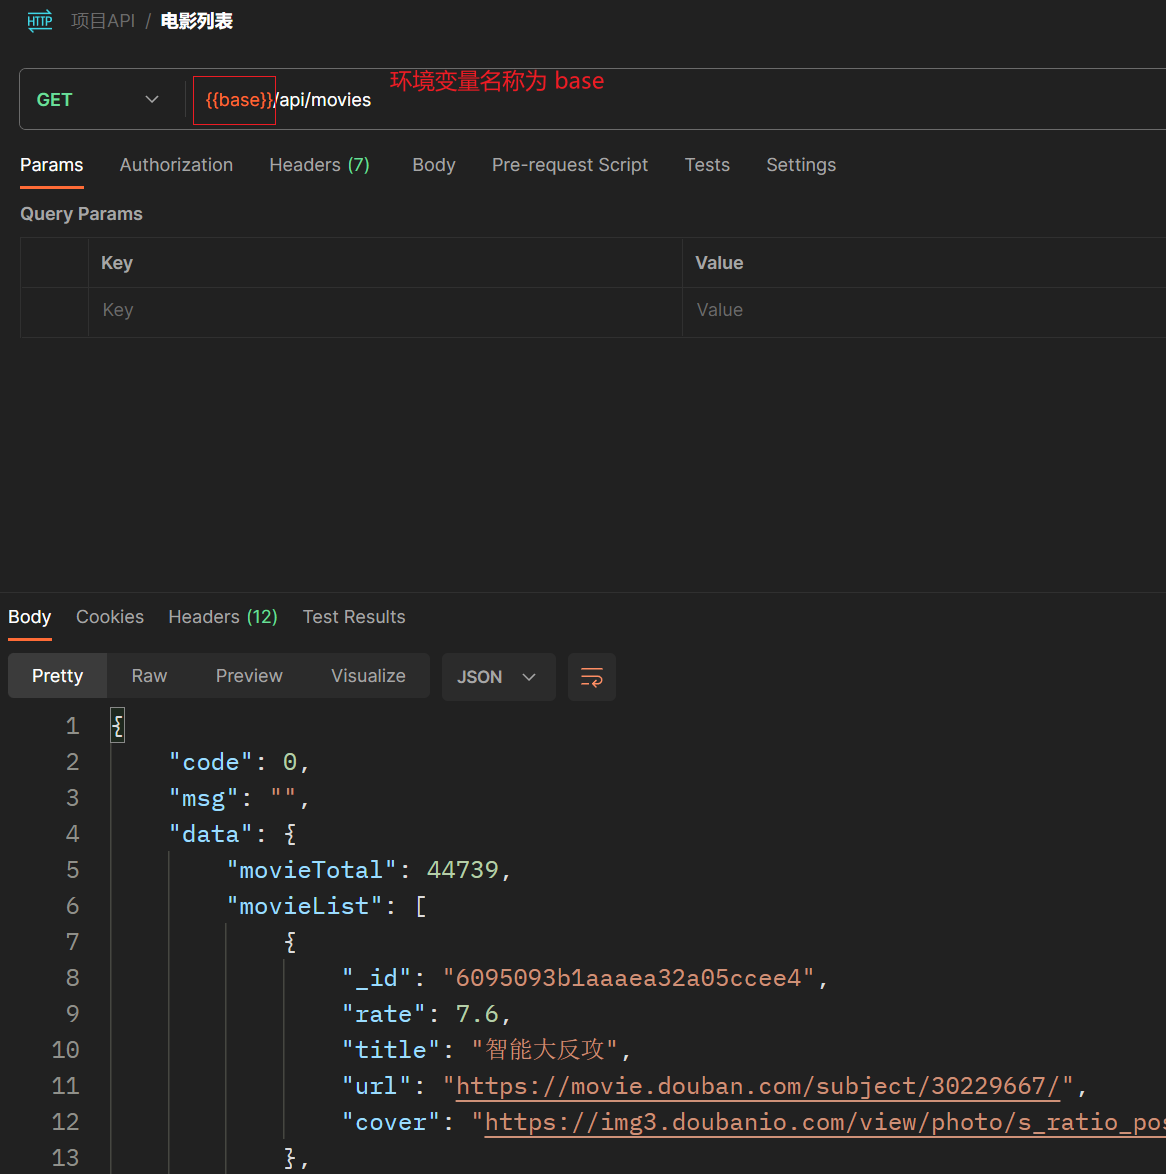 HTTP 项目API / 电影列表
环境变量名称为 base
GET {{base}}/api/movies
Params Authorization Headers (7) Body Pre-request Script Tests Settings
Query Params
Key Value
Key Value
Body Cookies Headers (12) Test Results
Pretty Raw Preview Visualize JSON
1 {
2 "code": 0,
3 "msg": "",
4 "data": {
5 "movieTotal": 44739,
6 "movieList": [
7 {
8 "_id": "6095093b1aaaea32a05ccee4",
9 "rate": 7.6,
10 "title": "智能大反攻",
11 "url": "https://movie.douban.com/subject/30229667/",
12 "cover": "https://img3.doubanio.com/view/photo/s_ratio_pos
13 },